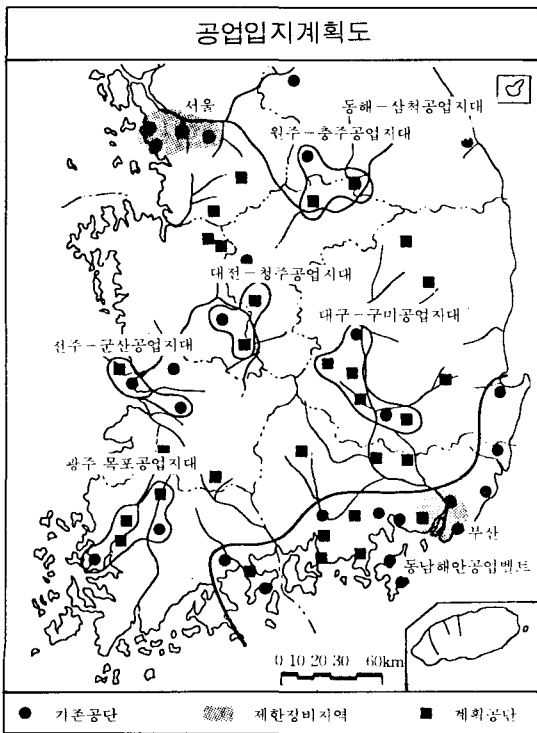 공업입지계획도
서울
동해-삼척공업지대
원주-충주공업지대
대전-청주공업지대
대구-구미공업지대
전주-군산공업지대
광주 목포공업지대
부산
동남해안공업벨트
0 10 20 30 60km
기존공단 제한정비지역 계획공단